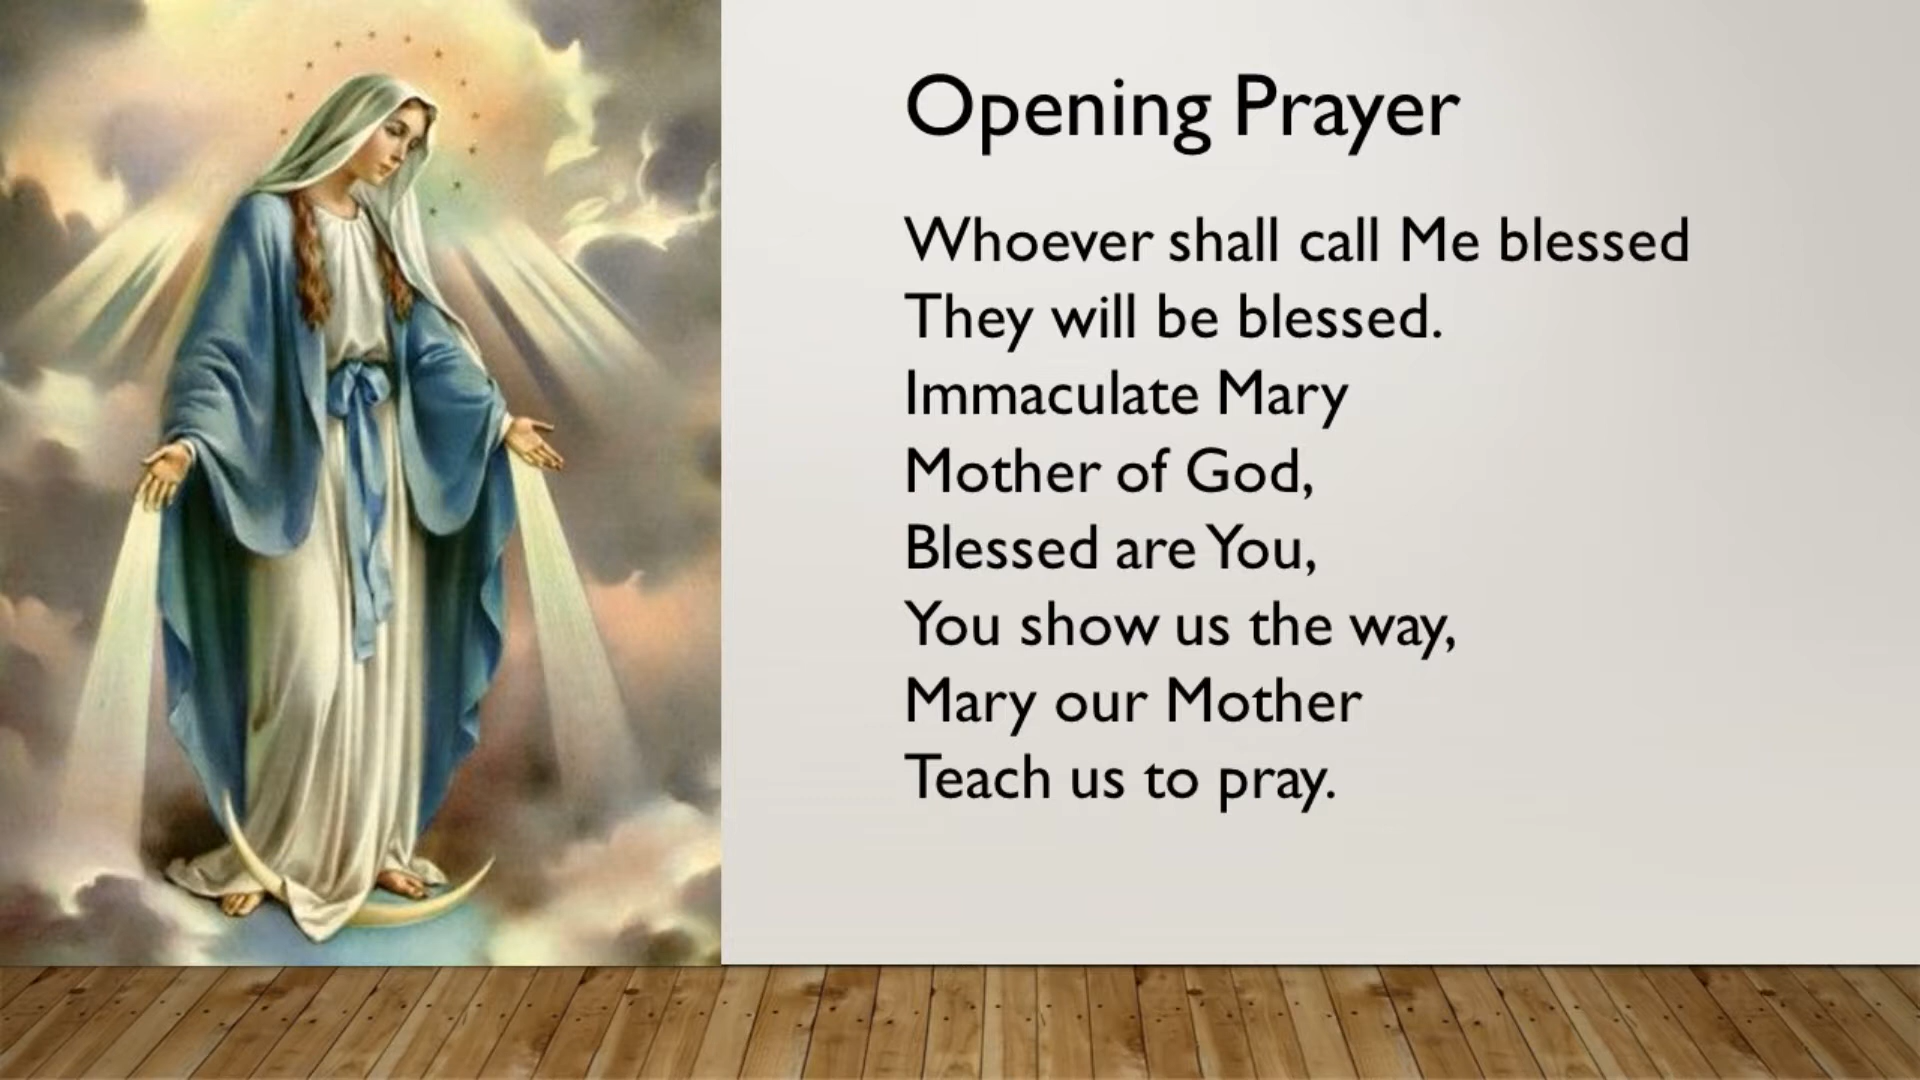 Opening Prayer
Whoever shall call Me blessed
They will be blessed.
Immaculate Mary
Mother of God,
Blessed are You,
You show us the way,
Mary our Mother
Teach us to pray.